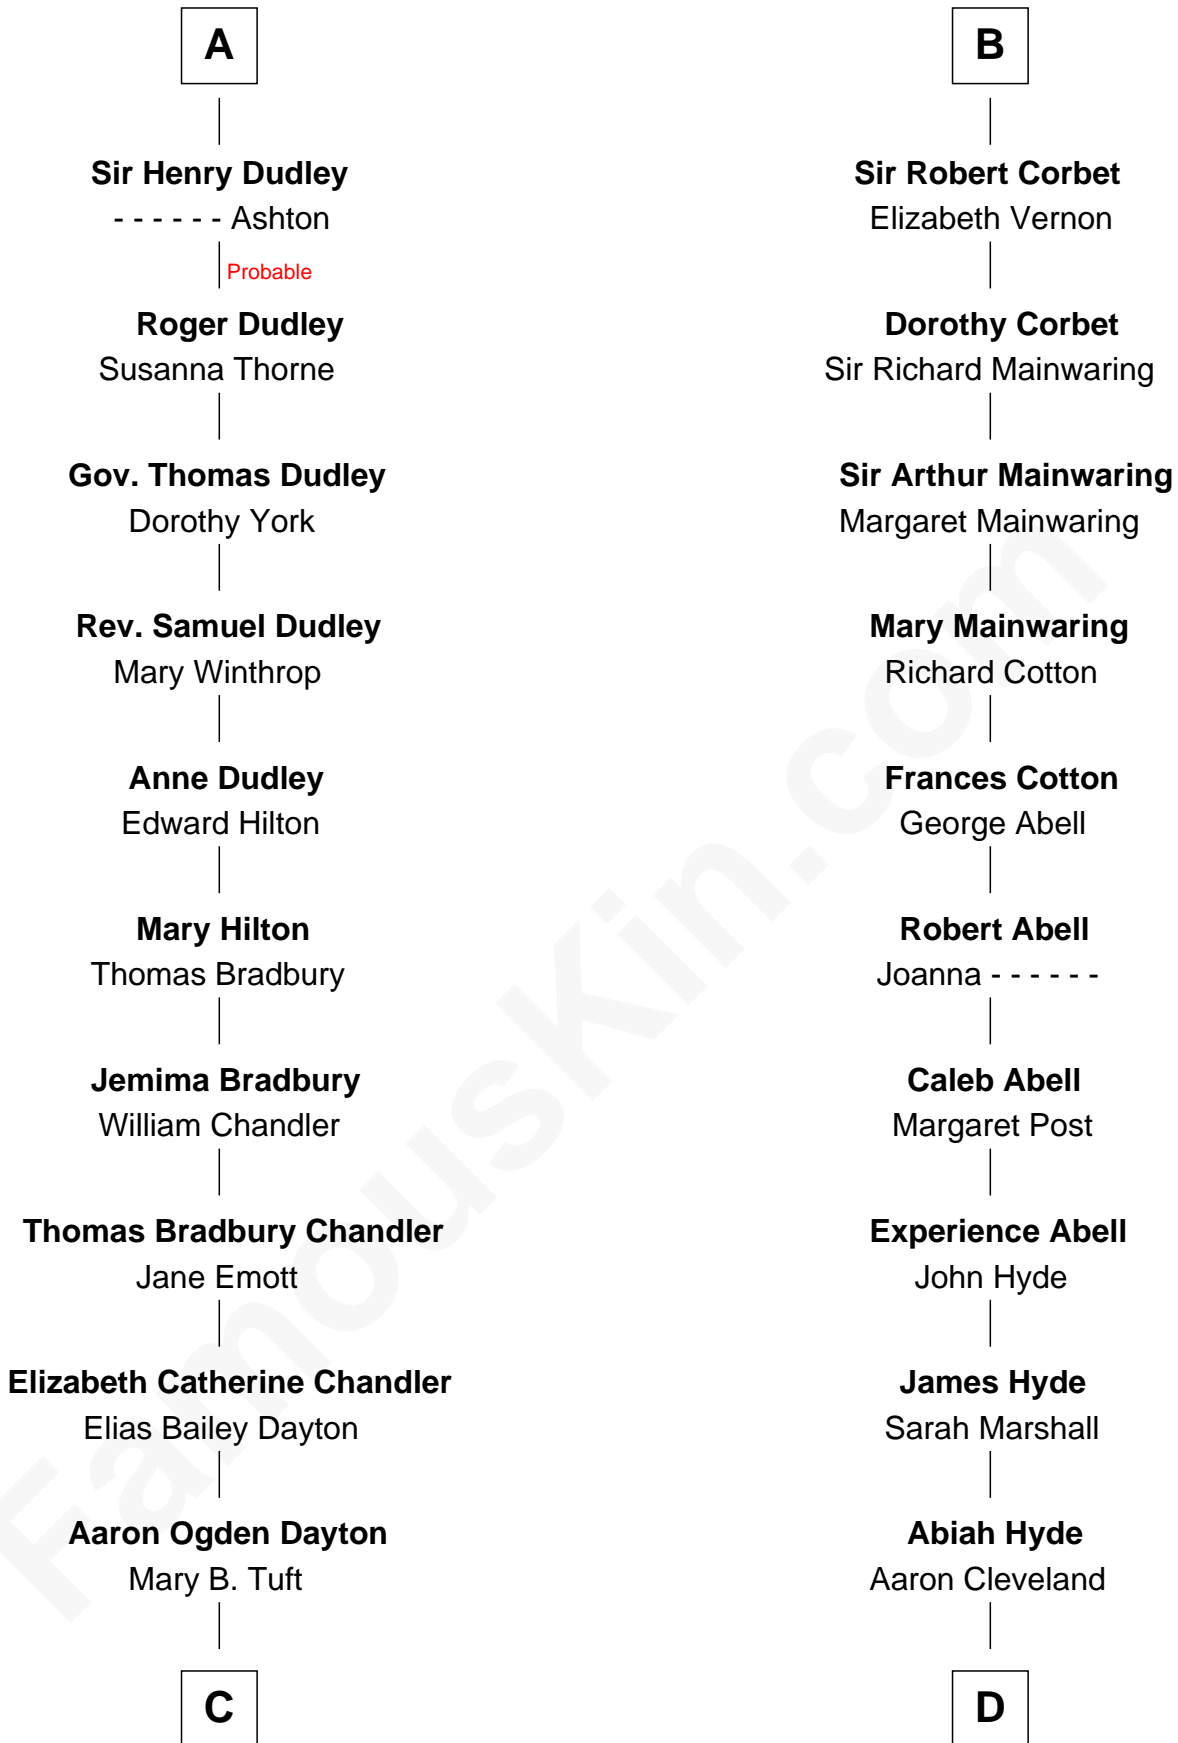 A
Sir Henry Dudley
- - - - - - Ashton
Probable
Roger Dudley
Susanna Thorne
Gov. Thomas Dudley
Dorothy York
Rev. Samuel Dudley
Mary Winthrop
Anne Dudley
Edward Hilton
Mary Hilton
Thomas Bradbury
Jemima Bradbury
William Chandler
Thomas Bradbury Chandler
Jane Emott
Elizabeth Catherine Chandler
Elias Bailey Dayton
Aaron Ogden Dayton
Mary B. Tuft
C
B
Sir Robert Corbet
Elizabeth Vernon
Dorothy Corbet
Sir Richard Mainwaring
Sir Arthur Mainwaring
Margaret Mainwaring
Mary Mainwaring
Richard Cotton
Frances Cotton
George Abell
Robert Abell
Joanna - - - - - -
Caleb Abell
Margaret Post
Experience Abell
John Hyde
James Hyde
Sarah Marshall
Abiah Hyde
Aaron Cleveland
D
FamousKin.com